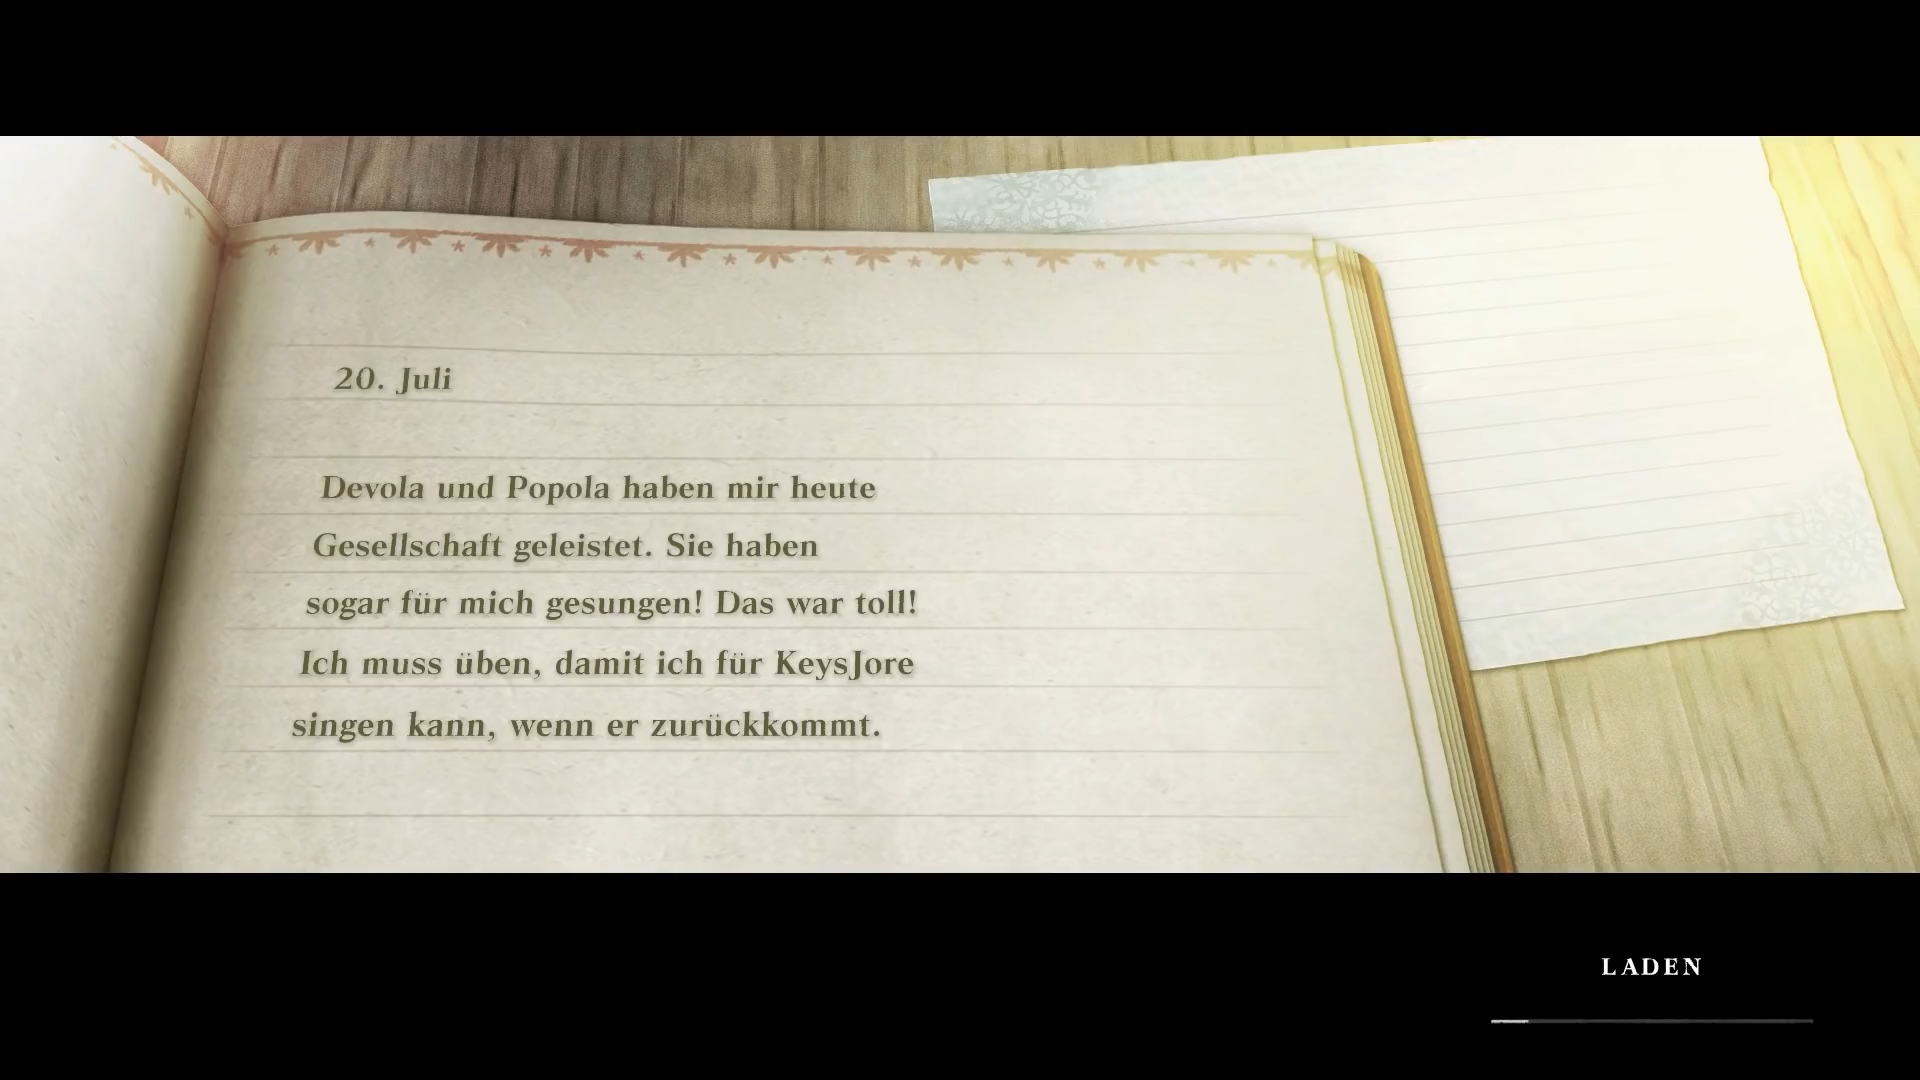 20. Juli
Devola und Popola haben mir heute
Gesellschaft geleistet. Sie haben
sogar für mich gesungen! Das war toll!
Ich muss üben, damit ich für KeysJore
singen kann, wenn er zurückkommt.
LADEN